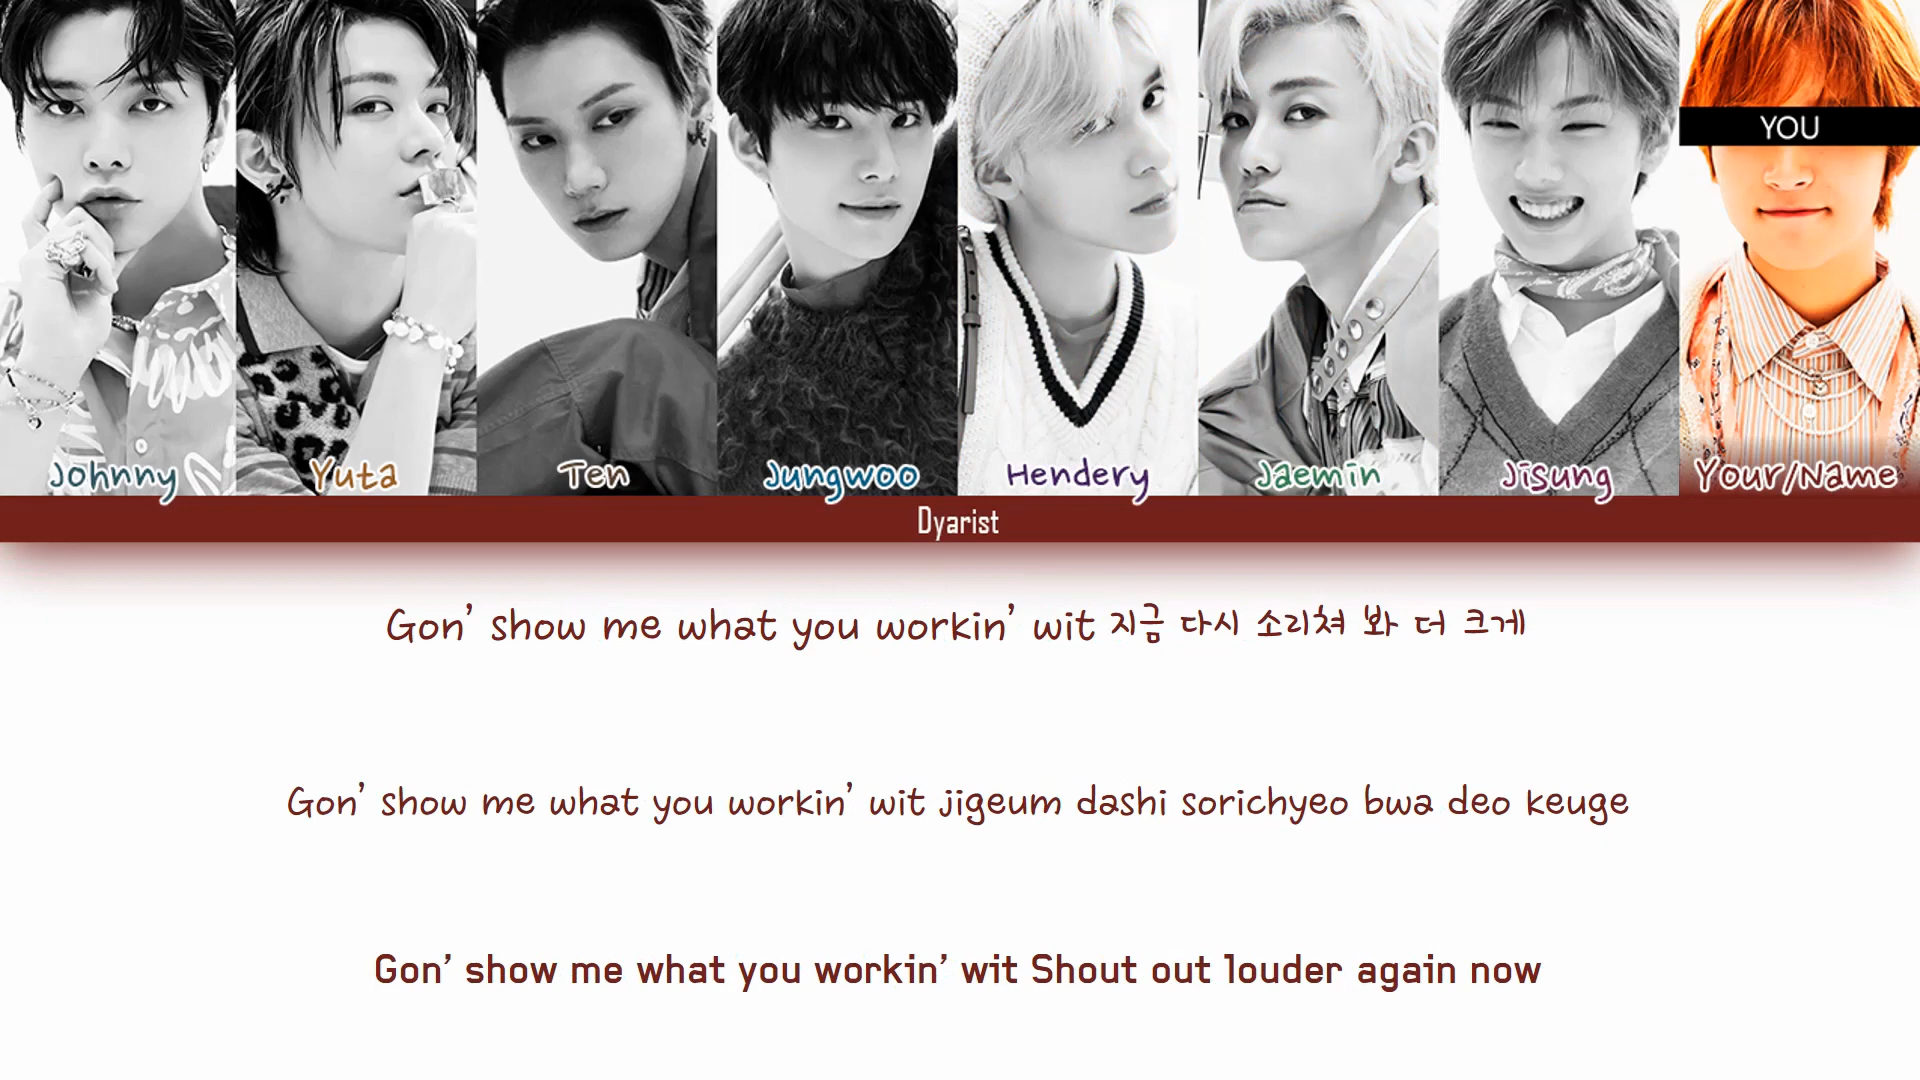 YOU
Johnny Yuta Ten Jungwoo Hendery Jaemin Jisung Your/Name
Dyarist
Gon' show me what you workin' wit 지금 다시 소리쳐 봐 더 크게
Gon' show me what you workin' wit jigeum dashi sorichyeo bwa deo keuge
Gon' show me what you workin' wit Shout out louder again now